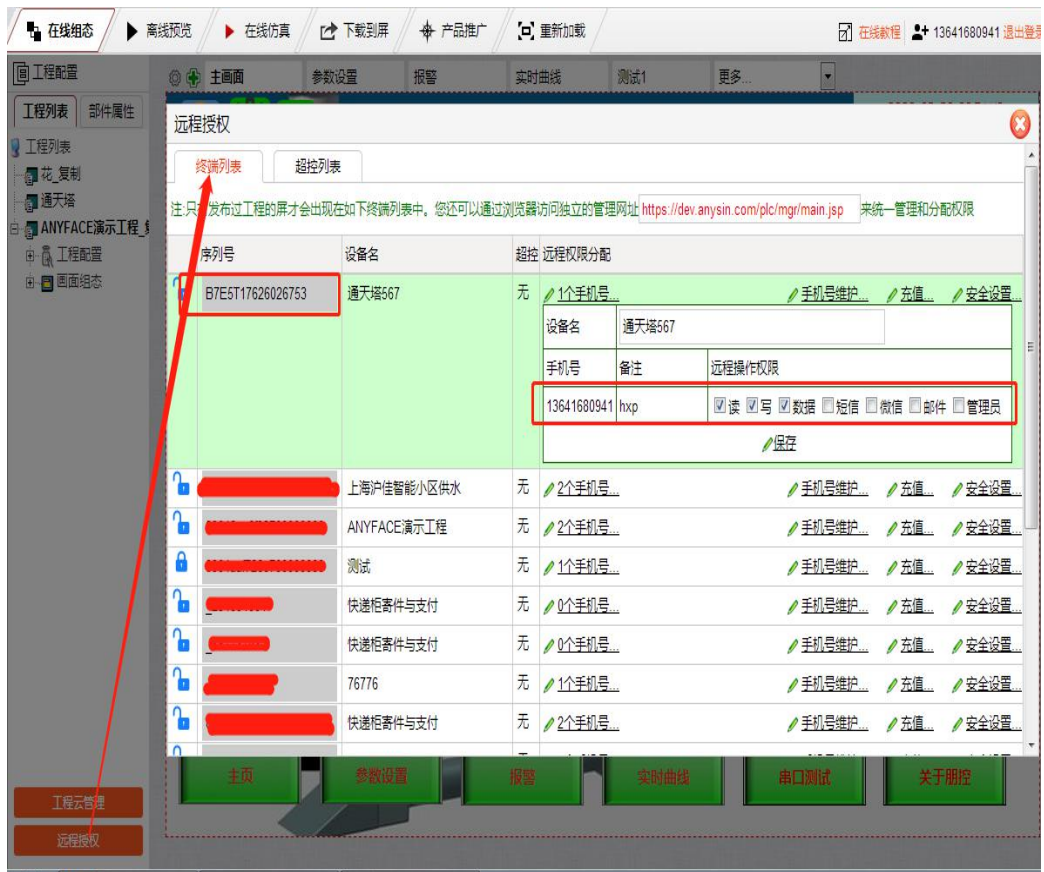 在线组态 离线预览 在线仿真 下载到屏 产品推广 重新加载 在线教程 13641680941 退出登录
工程配置 主画面 参数设置 报警 实时曲线 测试1 更多...
工程列表 部件属性
远程授权
工程列表
终端列表 超控列表
花_复制
通天塔
注:只有发布过工程的屏才会出现在如下终端列表中。您还可以通过浏览器访问独立的管理网址 https://dev.anysin.com/plc/mgr/main.jsp 来统一管理和分配权限
ANYFACE演示工程_复
工程配置
画面组态
序列号 设备名 超控 远程权限分配
B7E5T17626026753 通天塔567 无 1个手机号... 手机号维护... 充值... 安全设置...
设备名 通天塔567
手机号 备注 远程操作权限
13641680941 hxp 读 写 数据 短信 微信 邮件 管理员
保存
上海沪佳智能小区供水 无 2个手机号... 手机号维护... 充值... 安全设置...
ANYFACE演示工程 无 2个手机号... 手机号维护... 充值... 安全设置...
测试 无 1个手机号... 手机号维护... 充值... 安全设置...
快递柜寄件与支付 无 0个手机号... 手机号维护... 充值... 安全设置...
快递柜寄件与支付 无 0个手机号... 手机号维护... 充值... 安全设置...
76776 无 1个手机号... 手机号维护... 充值... 安全设置...
快递柜寄件与支付 无 2个手机号... 手机号维护... 充值... 安全设置...
主页 参数设置 报警 实时曲线 串口测试 关于朋控
工程云管理
远程授权